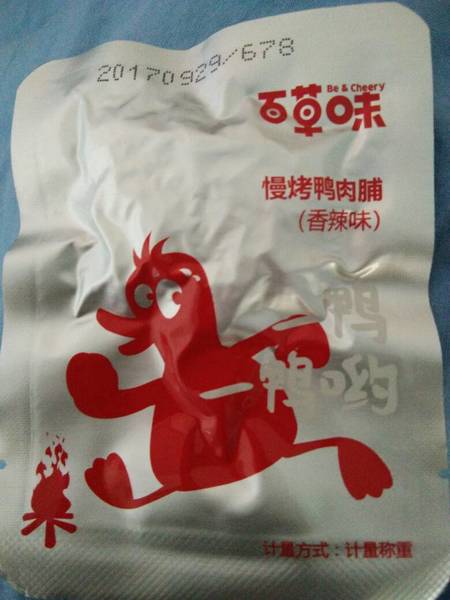 20170929/678
Be & Cheery
百草味
慢烤鸭肉脯
(香辣味)
一鸭
一鸭哟
计量方式:计量称重